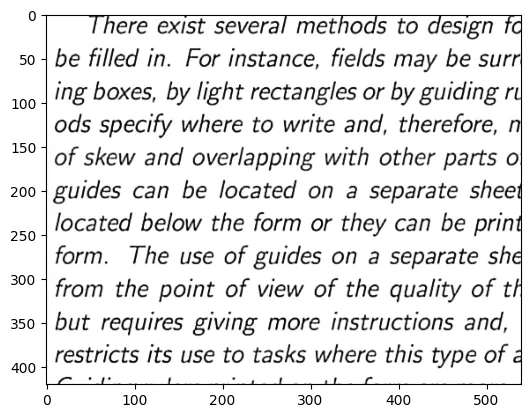 0
50
100
150
200
250
300
350
400
There exist several methods to design fo
be filled in. For instance, fields may be surr
ing boxes, by light rectangles or by guiding ru
ods specify where to write and, therefore,
of skew and overlapping with other parts o
guides can be located on a separate sheet
located below the form or they can be print
form. The use of guides on a separate she
from the point of view of the quality of th
but requires giving more instructions and,
restricts its use to tasks where this type of a
0 100 200 300 400 500